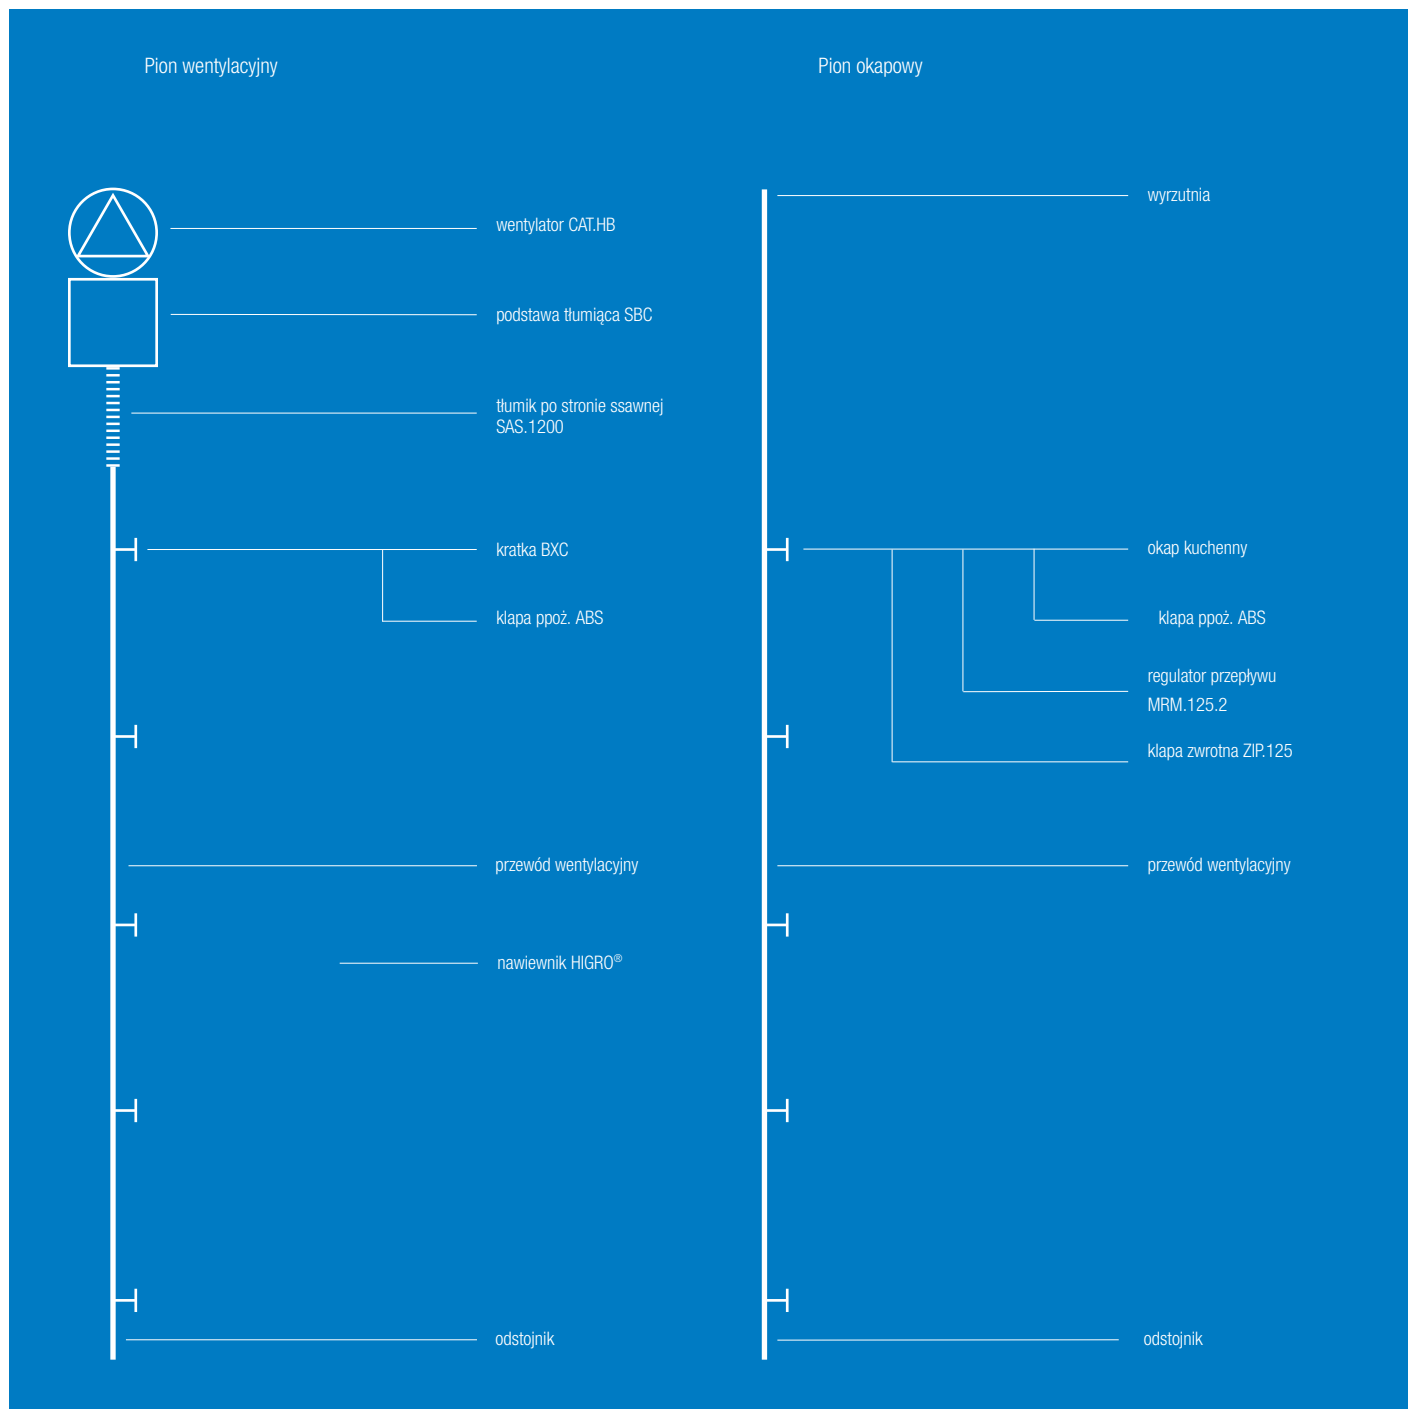 Pion wentylacyjny
wentylator CAT.HB
podstawa tłumiąca SBC
tłumik po stronie ssawnej
SAS.1200
kratka BXC
klapa ppoż. ABS
przewód wentylacyjny
nawiewnik HIGRO®
odstojnik
Pion okapowy
wyrzutnia
okap kuchenny
klapa ppoż. ABS
regulator przepływu
MRM.125.2
klapa zwrotna ZIP.125
przewód wentylacyjny
odstojnik